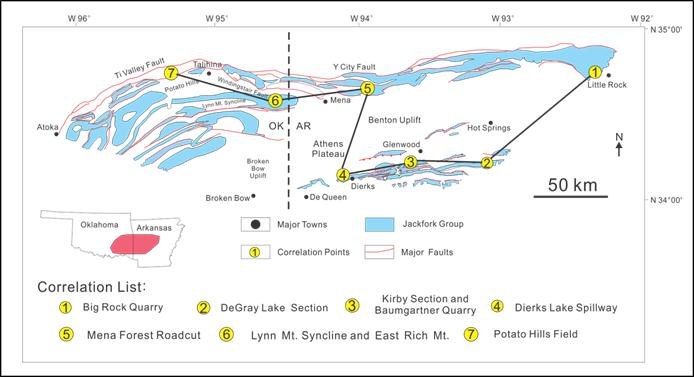 W 96' W 95' W 94' W 93' W 92'
N 35°00'
Ti Valley Fault
Talihina
Y City Fault
7
1
Potato Hills
Windingstair Fault
5
Little Rock
Lynn Mt. Syncline
6
Mena
Atoka
OK AR
Benton Uplift
Hot Springs
N
Athens
Plateau
Glenwood
Broken
Bow
Uplift
3
2
4
Dierks
50 km
Broken Bow
De Queen
N 34°00'
Oklahoma
Arkansas
Major Towns
Jackfork Group
1 Correlation Points
Major Faults
Correlation List:
1 Big Rock Quarry
2 DeGray Lake Section
3 Kirby Section and
Baumgartner Quarry
4 Dierks Lake Spillway
5 Mena Forest Roadcut
6 Lynn Mt. Syncline and East Rich Mt.
7 Potato Hills Field